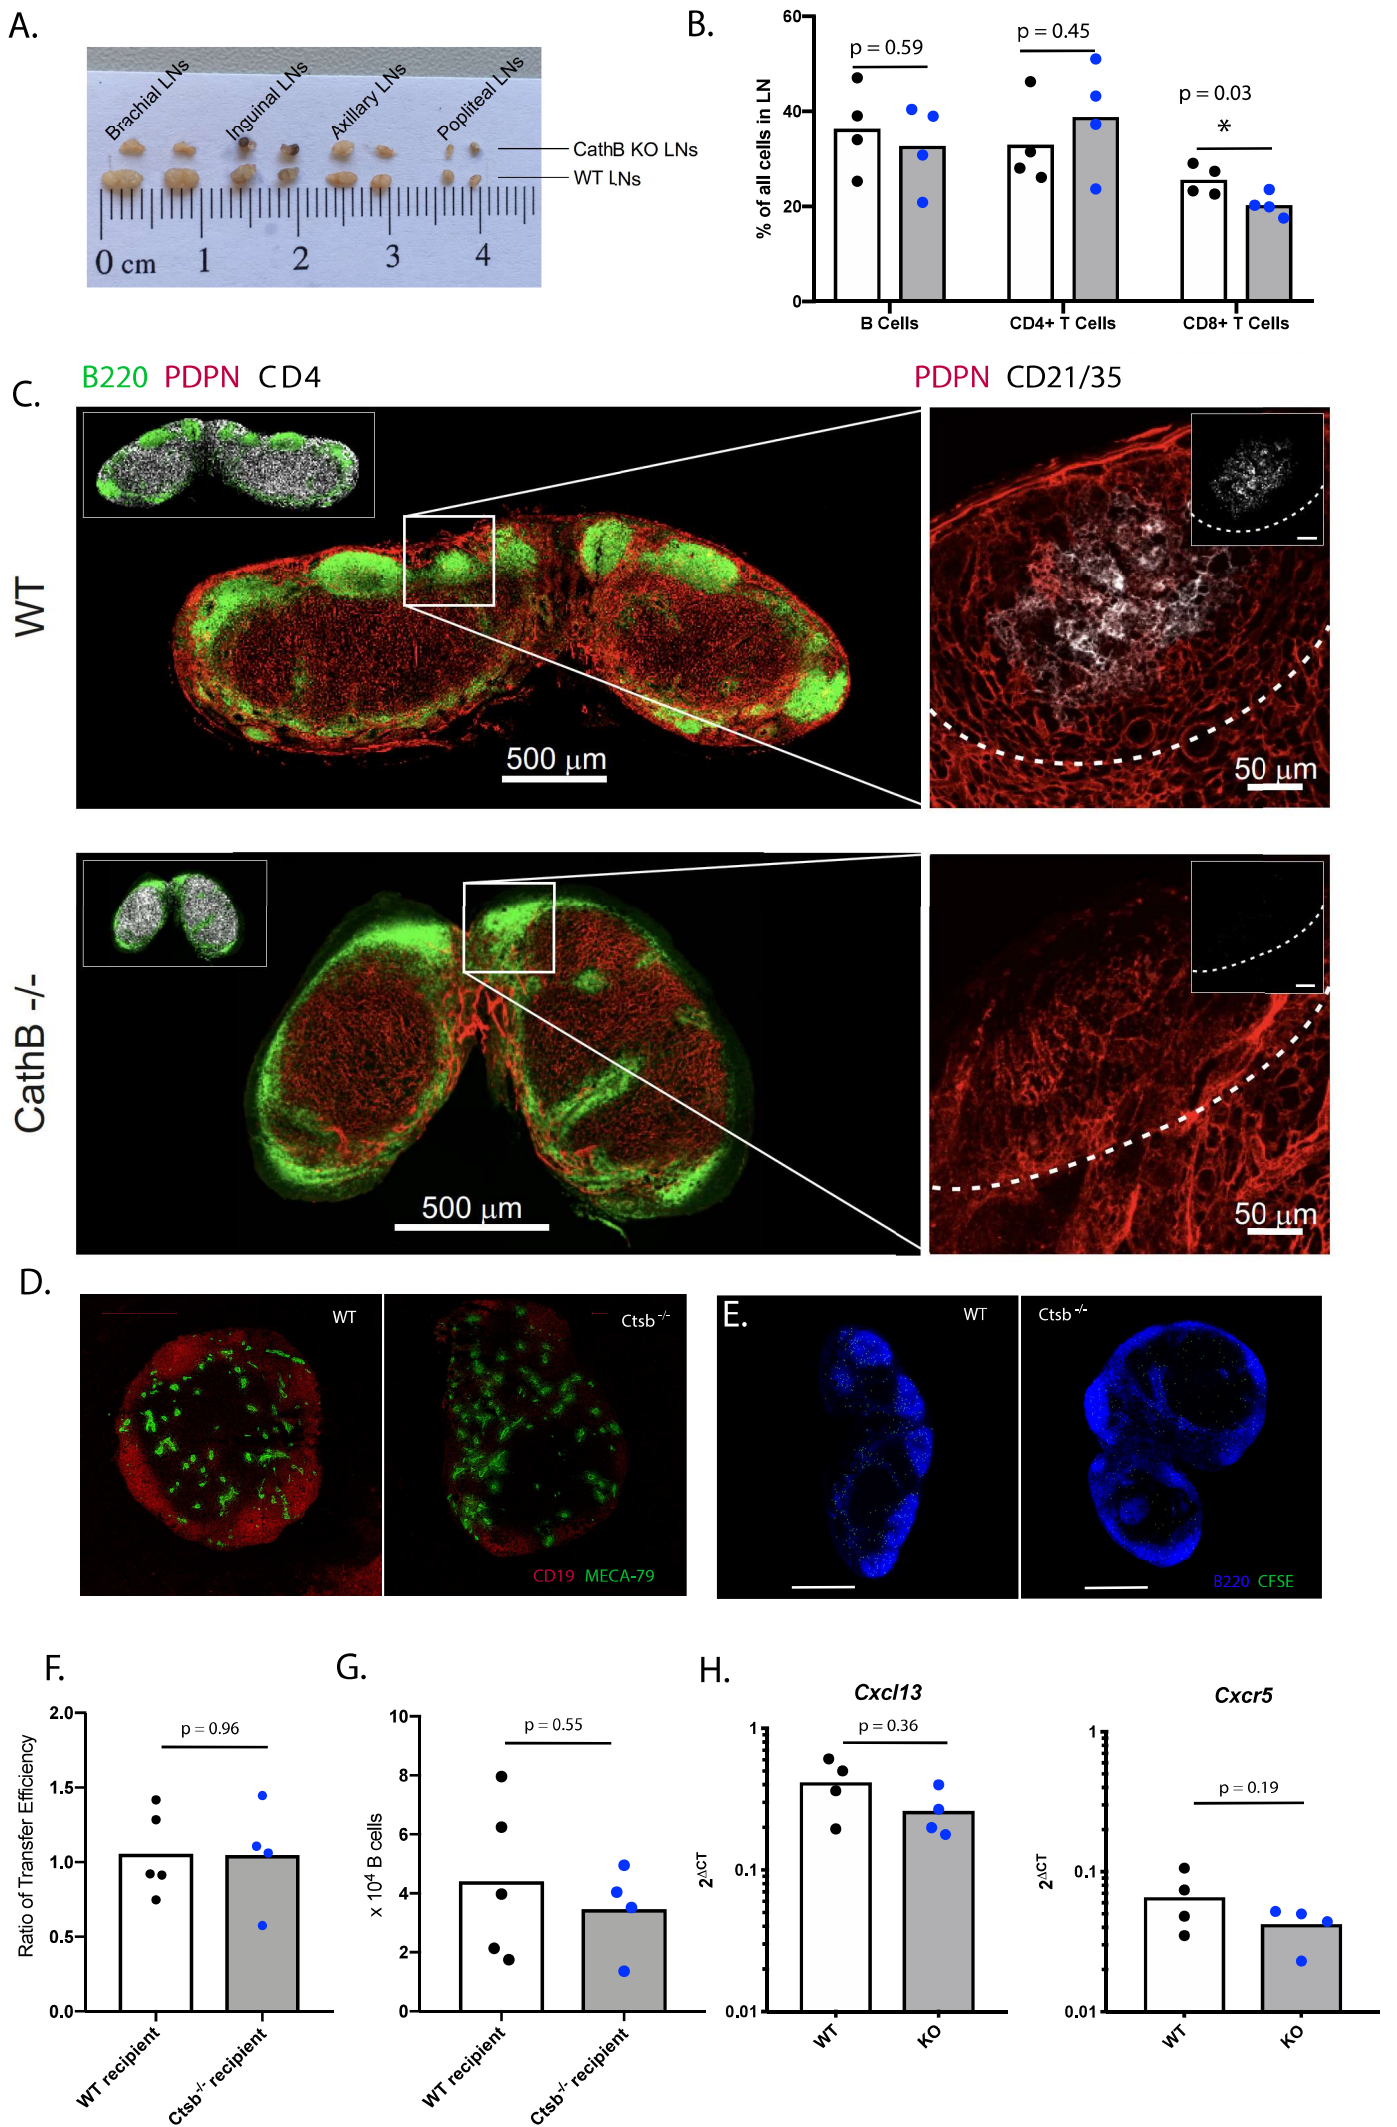 A.
Brachial LNs
Inguinal LNs
Axillary LNs
Popliteal LNs
CathB KO LNs
WT LNs
0 cm 1 2 3 4
B.
% of all cells in LN
60
40
20
0
p = 0.59
p = 0.45
p = 0.03
*
B Cells
CD4+ T Cells
CD8+ T Cells
C.
B220 PDPN CD4
PDPN CD21/35
WT
500 µm
50 µm
CathB -/-
500 µm
50 µm
D.
WT
Ctsb -/-
CD19 MECA-79
E.
WT
Ctsb -/-
B220 CFSE
F.
Ratio of Transfer Efficiency
2.0
1.5
1.0
0.5
0.0
p = 0.96
WT recipient
Ctsb-/- recipient
G.
x 10⁴ B cells
10
8
6
4
2
0
p = 0.55
WT recipient
Ctsb-/- recipient
H.
Cxcl13
2ΔCT
1
0.1
0.01
p = 0.36
WT
KO
Cxcr5
2ΔCT
1
0.1
0.01
p = 0.19
WT
KO